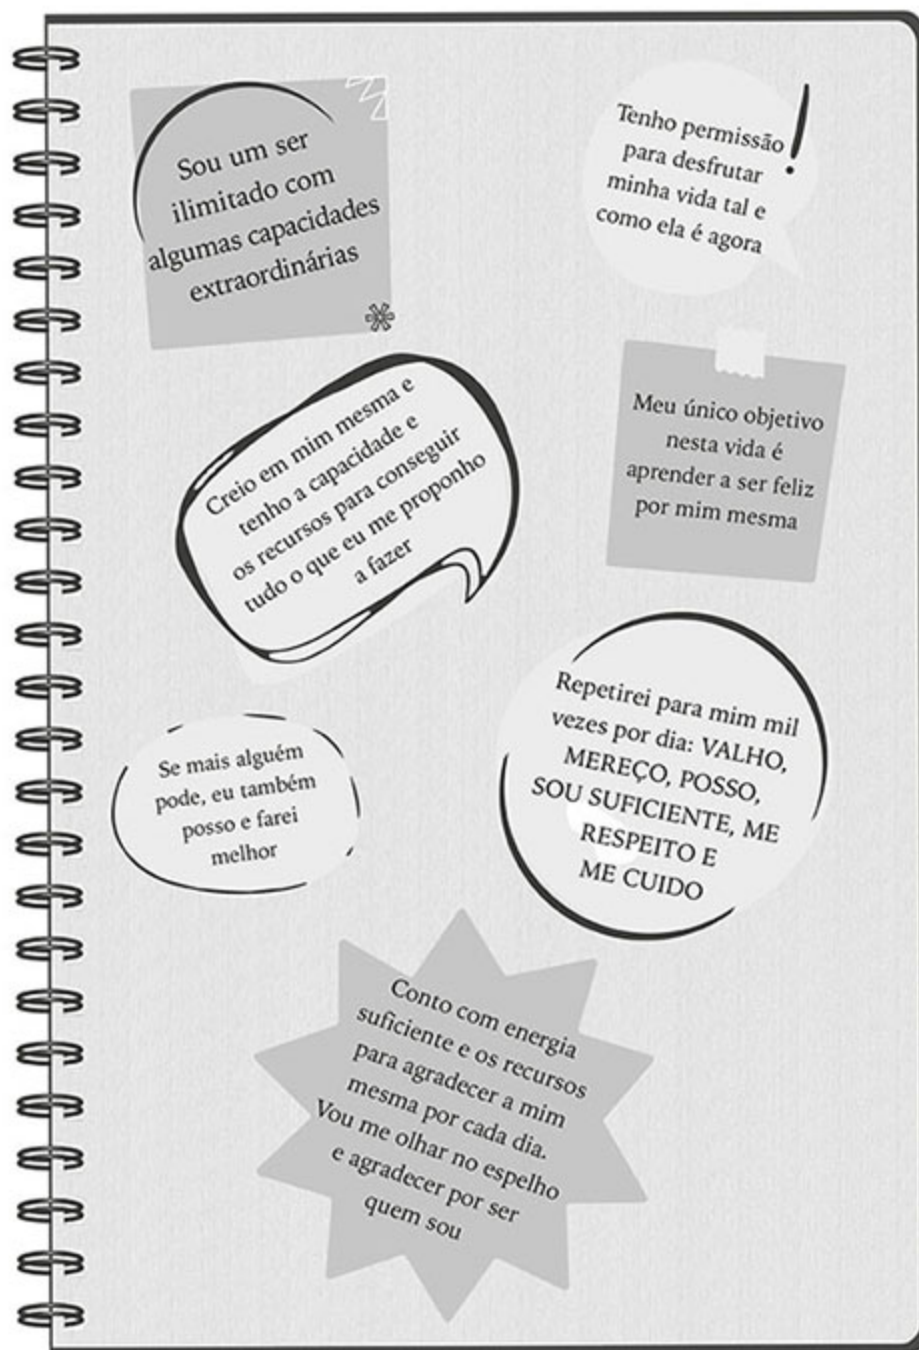 Sou um ser
ilimitado com
algumas capacidades
extraordinárias
Tenho permissão
para desfrutar
minha vida tal e
como ela é agora
!
Creio em mim mesma e
tenho a capacidade e
os recursos para conseguir
tudo o que eu me proponho
a fazer
Meu único objetivo
nesta vida é
aprender a ser feliz
por mim mesma
Se mais alguém
pode, eu também
posso e farei
melhor
Repetirei para mim mil
vezes por dia: VALHO,
MEREÇO, POSSO,
SOU SUFICIENTE, ME
RESPEITO E
ME CUIDO
Conto com energia
suficiente e os recursos
para agradecer a mim
mesma por cada dia.
Vou me olhar no espelho
e agradecer por ser
quem sou